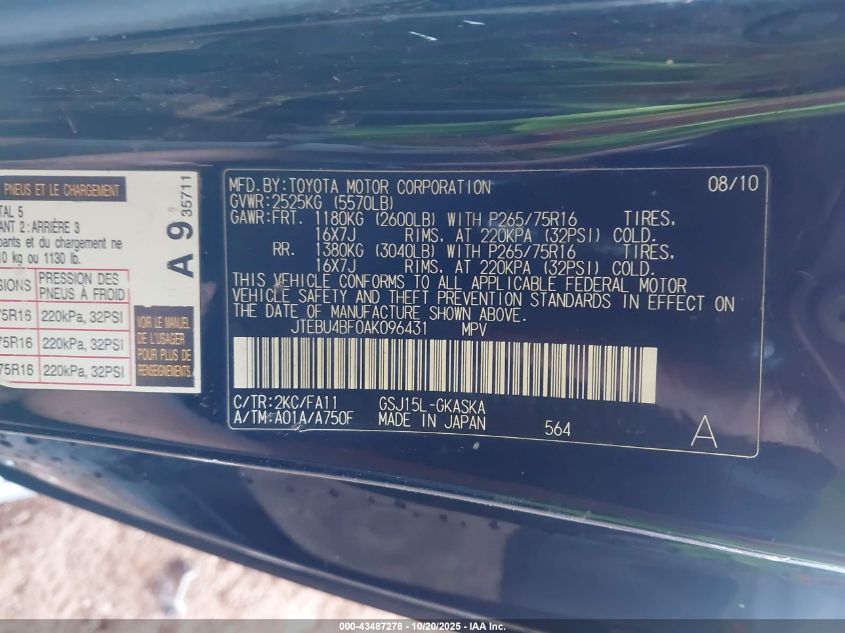 PNEUS ET LE CHARGEMENT
TAL 5
ANT 2 : ARRIÈRE 3
pants et du chargement ne
10 kg ou 1130 lb.
SIONS PRESSION DES PNEUS À FROID
75R16 220kPa, 32PSI
75R16 220kPa, 32PSI
75R16 220kPa, 32PSI
A 9 35711
VOIR LE MANUEL
DE L'USAGER
POUR PLUS DE
RENSEIGNEMENTS
MFD.BY:TOYOTA MOTOR CORPORATION 08/10
GVWR:2525KG (5570LB)
GAWR:FRT. 1180KG (2600LB) WITH P265/75R16 TIRES,
16X7J RIMS, AT 220KPA (32PSI) COLD.
RR. 1380KG (3040LB) WITH P265/75R16 TIRES,
16X7J RIMS, AT 220KPA (32PSI) COLD.
THIS VEHICLE CONFORMS TO ALL APPLICABLE FEDERAL MOTOR
VEHICLE SAFETY AND THEFT PREVENTION STANDARDS IN EFFECT ON
THE DATE OF MANUFACTURE SHOWN ABOVE.
JTEBU4BF0AK096431 MPV
C/TR:2KC/FA11 GSJ15L-GKASKA
A/TM:A01A/A750F MADE IN JAPAN 564 A
000-43487278 - 10/20/2025 - IAA Inc.